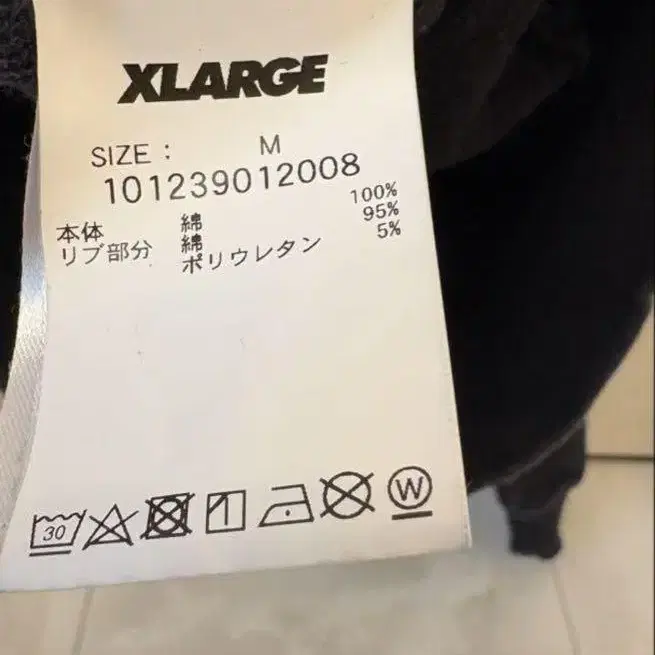 XLARGE
SIZE : M
101239012008
本体 綿 100%
リブ部分 綿 95%
ポリウレタン 5%
30
W